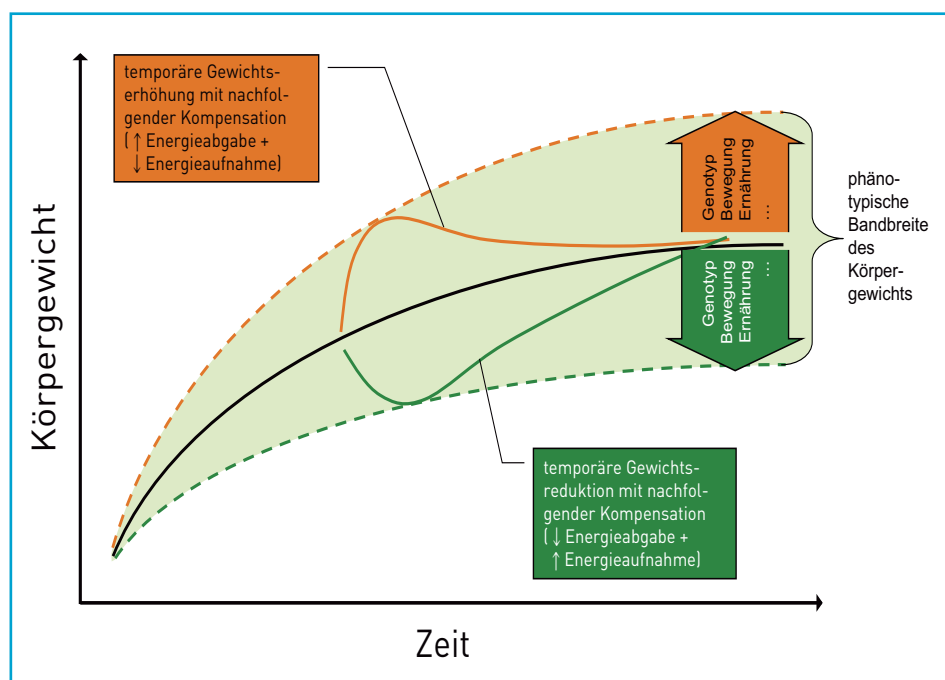 temporäre Gewichts-
erhöhung mit nachfol-
gender Kompensation
(↑ Energieabgabe +
↓ Energieaufnahme)
Genotyp
Bewegung
Ernährung
...
phäno-
typische
Bandbreite
des
Körper-
gewichts
Genotyp
Bewegung
Ernährung
...
Körpergewicht
temporäre Gewichts-
reduktion mit nachfol-
gender Kompensation
(↓ Energieabgabe +
↑ Energieaufnahme)
Zeit